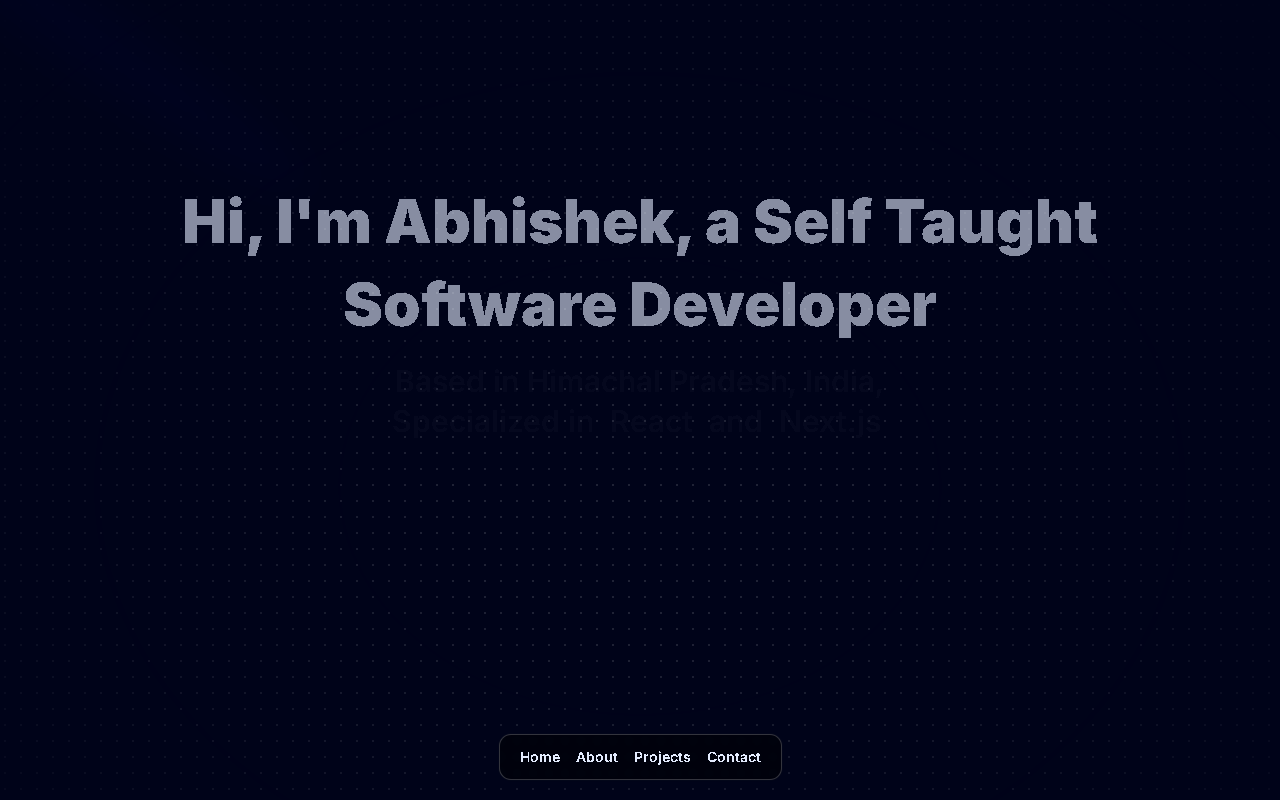 Hi, I'm Abhishek, a Self Taught
Software Developer
Based in Himachal Pradesh, India,
Specialized in React and Next.js
Home About Projects Contact